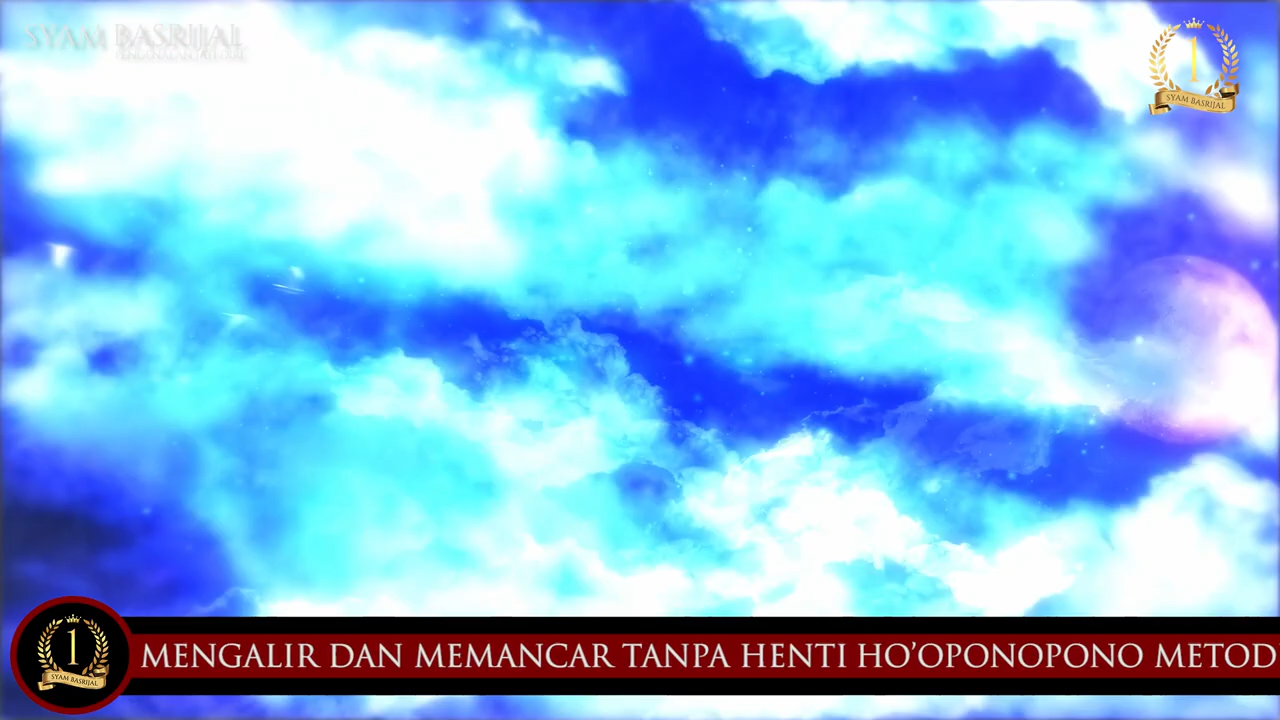 SYAM BASRIJAL
1
SYAM BASRIJAL
1
SYAM BASRIJAL
MENGALIR DAN MEMANCAR TANPA HENTI HO'OPONOPONO METOD